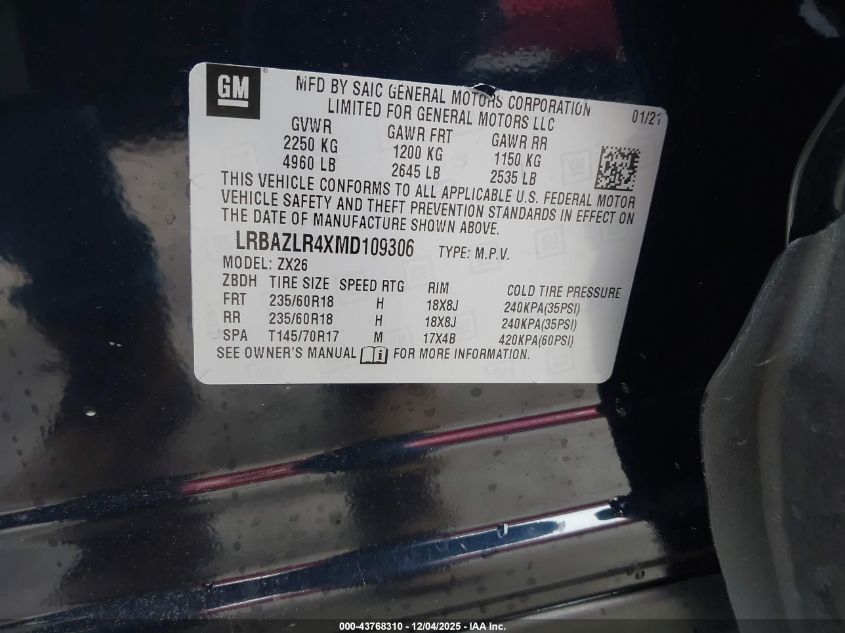 GM
MFD BY SAIC GENERAL MOTORS CORPORATION
LIMITED FOR GENERAL MOTORS LLC
01/21
GVWR GAWR FRT GAWR RR
2250 KG 1200 KG 1150 KG
4960 LB 2645 LB 2535 LB
THIS VEHICLE CONFORMS TO ALL APPLICABLE U.S. FEDERAL MOTOR
VEHICLE SAFETY AND THEFT PREVENTION STANDARDS IN EFFECT ON
THE DATE OF MANUFACTURE SHOWN ABOVE.
LRBAZLR4XMD109306 TYPE: M.P.V.
MODEL: ZX26
ZBDH TIRE SIZE SPEED RTG RIM COLD TIRE PRESSURE
FRT 235/60R18 H 18X8J 240KPA(35PSI)
RR 235/60R18 H 18X8J 240KPA(35PSI)
SPA T145/70R17 M 17X4B 420KPA(60PSI)
SEE OWNER'S MANUAL i FOR MORE INFORMATION.
000-43768310 - 12/04/2025 - IAA Inc.